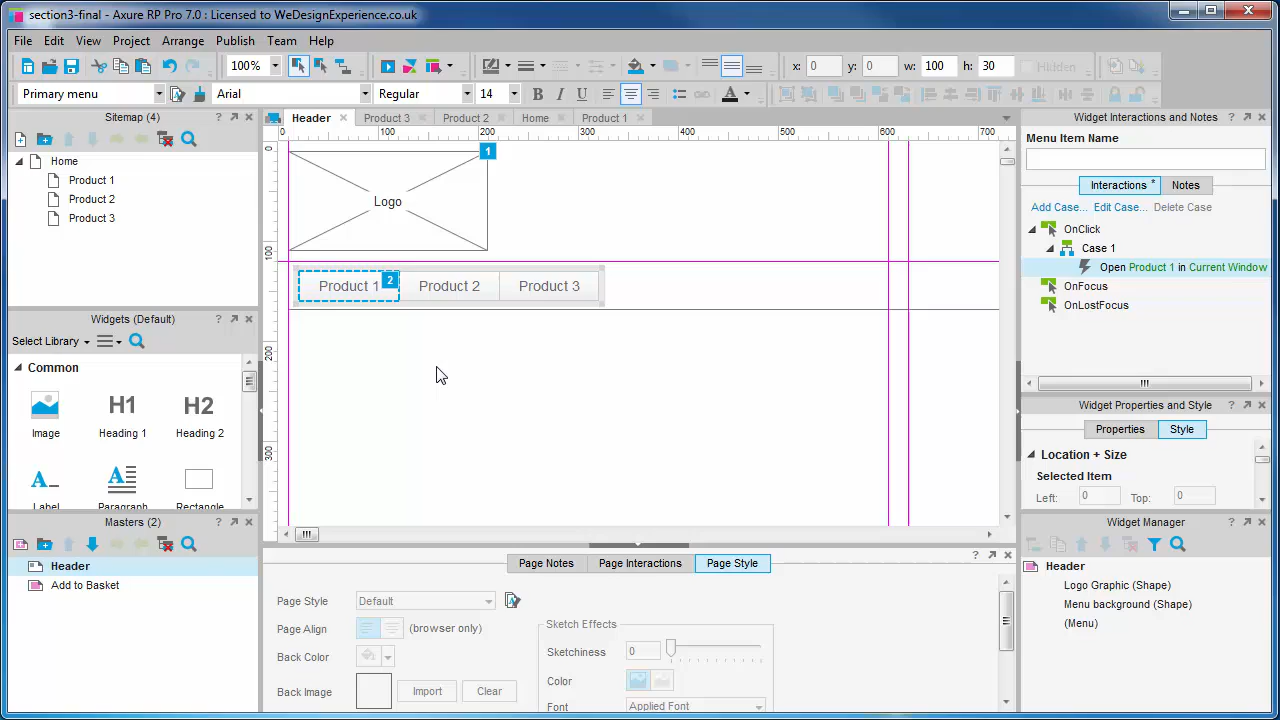 section3-final - Axure RP Pro 7.0 : Licensed to WeDesignExperience.co.uk
File Edit View Project Arrange Publish Team Help
100% x: 0 y: 0 w: 100 h: 30 Hidden
Primary menu Arial Regular 14 B I U A
Sitemap (4) ?
Home
Product 1
Product 2
Product 3
Widgets (Default) ?
Select Library
Common
Image H1 Heading 1 H2 Heading 2
A Label Paragraph Rectangle
Masters (2) ?
Header
Add to Basket
Header Product 3 Product 2 Home Product 1
0 100 200 300 400 500 600 700
0 100 200 300
Logo 1
Product 1 2 Product 2 Product 3
Page Notes Page Interactions Page Style ?
Page Style Default
Page Align (browser only)
Back Color
Back Image Import Clear
Sketch Effects
Sketchiness 0
Color
Font Applied Font
Widget Interactions and Notes ?
Menu Item Name
Interactions * Notes
Add Case... Edit Case... Delete Case
OnClick
Case 1
Open Product 1 in Current Window
OnFocus
OnLostFocus
Widget Properties and Style ?
Properties Style
Location + Size
Selected Item
Left: 0 Top: 0
Widget Manager ?
Header
Logo Graphic (Shape)
Menu background (Shape)
(Menu)